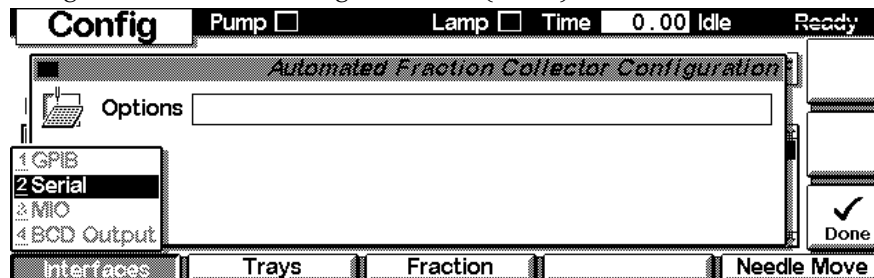 Config Pump Lamp Time 0.00 Idle Ready
Automated Fraction Collector Configuration
Options
1 GPIB
2 Serial
3 MIO
4 BCD Output
Done
Interfaces Trays Fraction Needle Move